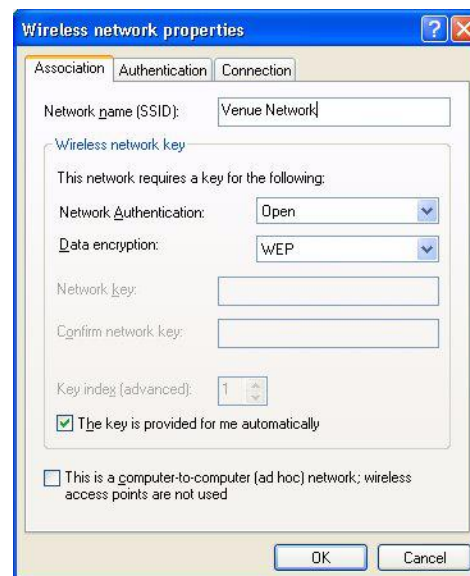 Wireless network properties
Association Authentication Connection
Network name (SSID): Venue Network
Wireless network key
This network requires a key for the following:
Network Authentication: Open
Data encryption: WEP
Network key:
Confirm network key:
Key index (advanced): 1
The key is provided for me automatically
This is a computer-to-computer (ad hoc) network; wireless
access points are not used
OK Cancel